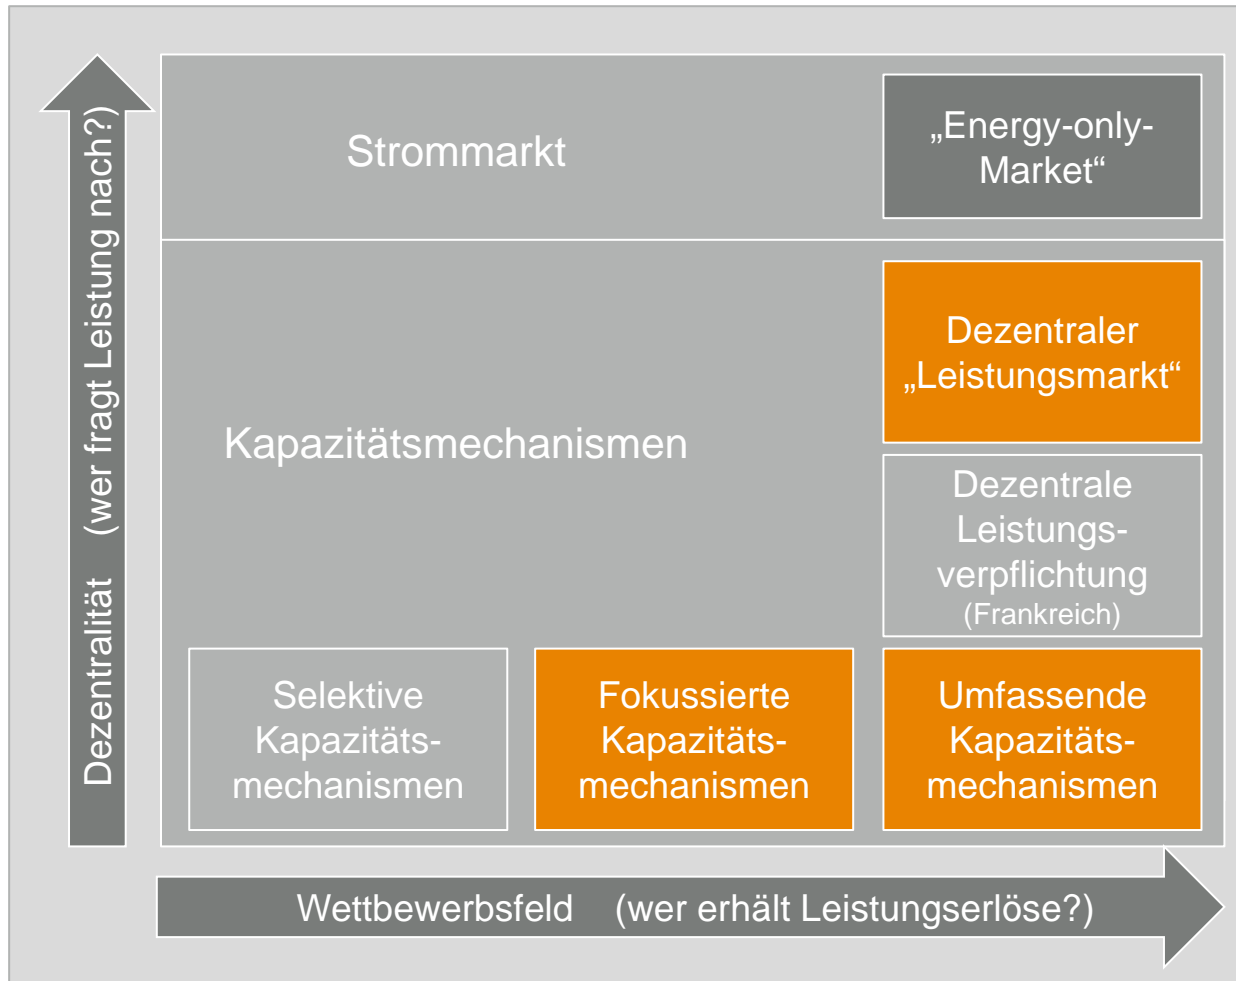 Dezentralität (wer fragt Leistung nach?)
Strommarkt
„Energy-only-
Market“
Kapazitätsmechanismen
Dezentraler
„Leistungsmarkt“
Dezentrale
Leistungs-
verpflichtung
(Frankreich)
Selektive
Kapazitäts-
mechanismen
Fokussierte
Kapazitäts-
mechanismen
Umfassende
Kapazitäts-
mechanismen
Wettbewerbsfeld (wer erhält Leistungserlöse?)